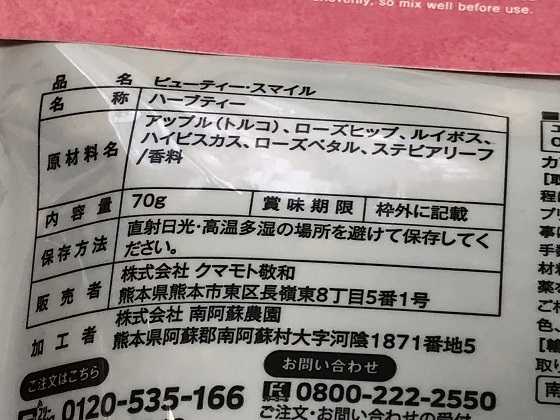 so mix well before use.
品名 ビューティー・スマイル
名称 ハーブティー
原材料名 アップル(トルコ)、ローズヒップ、ルイボス、
ハイビスカス、ローズペタル、ステビアリーフ
/香料
内容量 70g 賞味期限 枠外に記載
保存方法 直射日光・高温多湿の場所を避けて保存してく
ださい。
販売者 株式会社 クマモト敬和
熊本県熊本市東区長嶺東8丁目5番1号
加工者 株式会社 南阿蘇農園
熊本県阿蘇郡南阿蘇村大字河陰1871番地5
ご注文はこちら
0120-535-166
お問い合わせ
0800-222-2550
ご注文・お問い合わせの受付